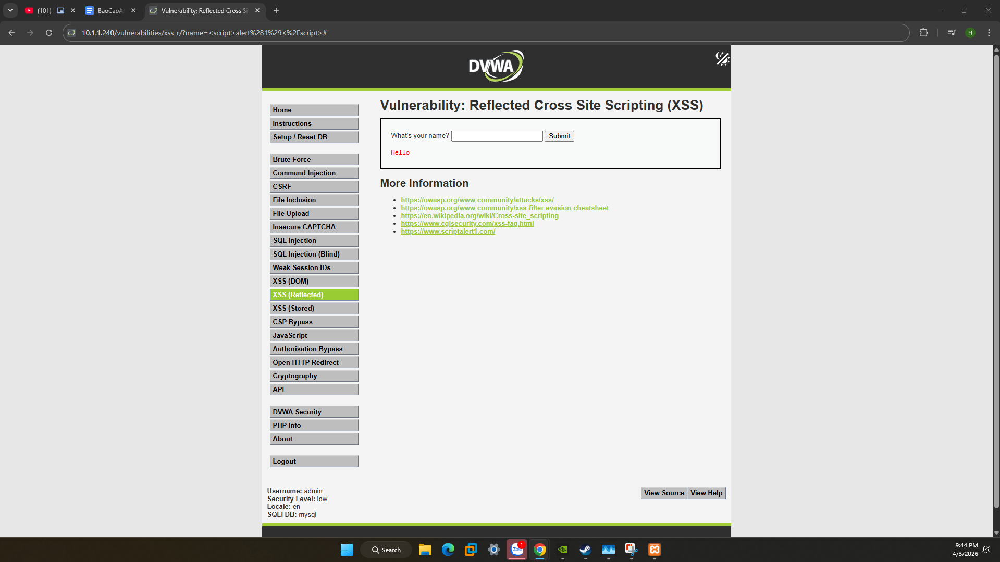 (101)
BaoCaoA
Vulnerability: Reflected Cross Si
10.1.1.240/vulnerabilities/xss_r/?name=<script>alert%281%29<%2Fscript>#
H
DVWA
Home
Instructions
Setup / Reset DB
Brute Force
Command Injection
CSRF
File Inclusion
File Upload
Insecure CAPTCHA
SQL Injection
SQL Injection (Blind)
Weak Session IDs
XSS (DOM)
XSS (Reflected)
XSS (Stored)
CSP Bypass
JavaScript
Authorisation Bypass
Open HTTP Redirect
Cryptography
API
DVWA Security
PHP Info
About
Logout
Vulnerability: Reflected Cross Site Scripting (XSS)
What's your name? Submit
Hello
More Information
https://owasp.org/www-community/attacks/xss/
https://owasp.org/www-community/xss-filter-evasion-cheatsheet
https://en.wikipedia.org/wiki/Cross-site_scripting
https://www.cgisecurity.com/xss-faq.html
https://www.scriptalert1.com/
Username: admin
Security Level: low
Locale: en
SQLi DB: mysql
View Source View Help
Search
Zalo
1
9:44 PM
4/3/2026